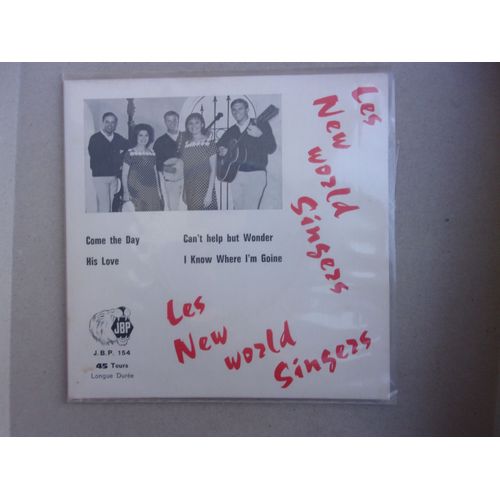 Les
New world
Singers
Come the Day
Can't help but Wonder
His Love
I Know Where I'm Goine
Les
New world
Singers
JBP
J.B.P. 154
45 Tours
Longue Durée